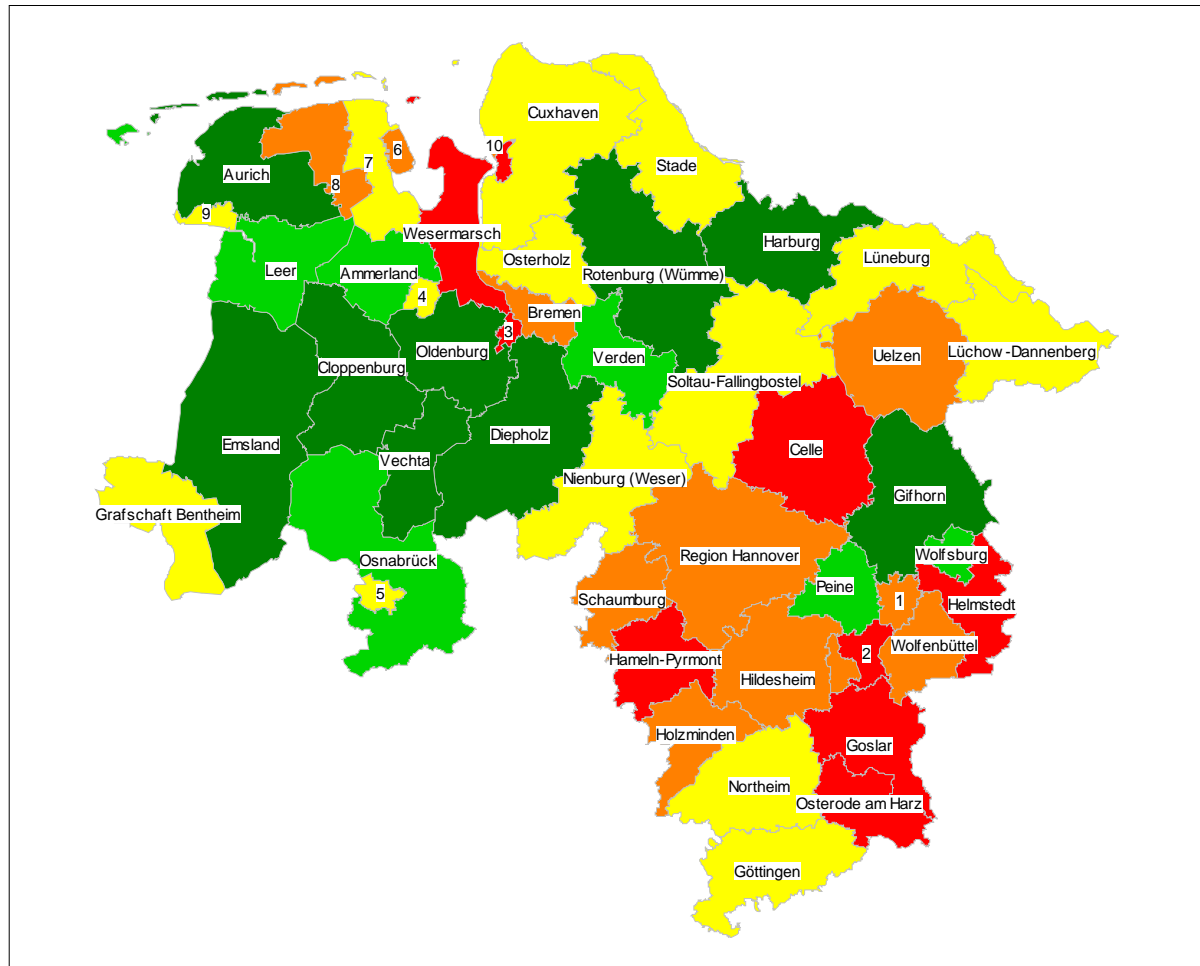 Cuxhaven
10
6
7
Stade
Aurich
8
9
Wesermarsch
Harburg
Osterholz
Lüneburg
Leer
Ammerland
Rotenburg (Wümme)
4
Bremen
3
Uelzen
Lüchow -Dannenberg
Oldenburg
Verden
Cloppenburg
Soltau-Fallingbostel
Emsland
Diepholz
Celle
Vechta
Nienburg (Weser)
Gifhorn
Grafschaft Bentheim
Region Hannover
Wolfsburg
Osnabrück
Peine
5
Schaumburg
1
Helmstedt
Wolfenbüttel
2
Hameln-Pyrmont
Hildesheim
Holzminden
Goslar
Northeim
Osterode am Harz
Göttingen